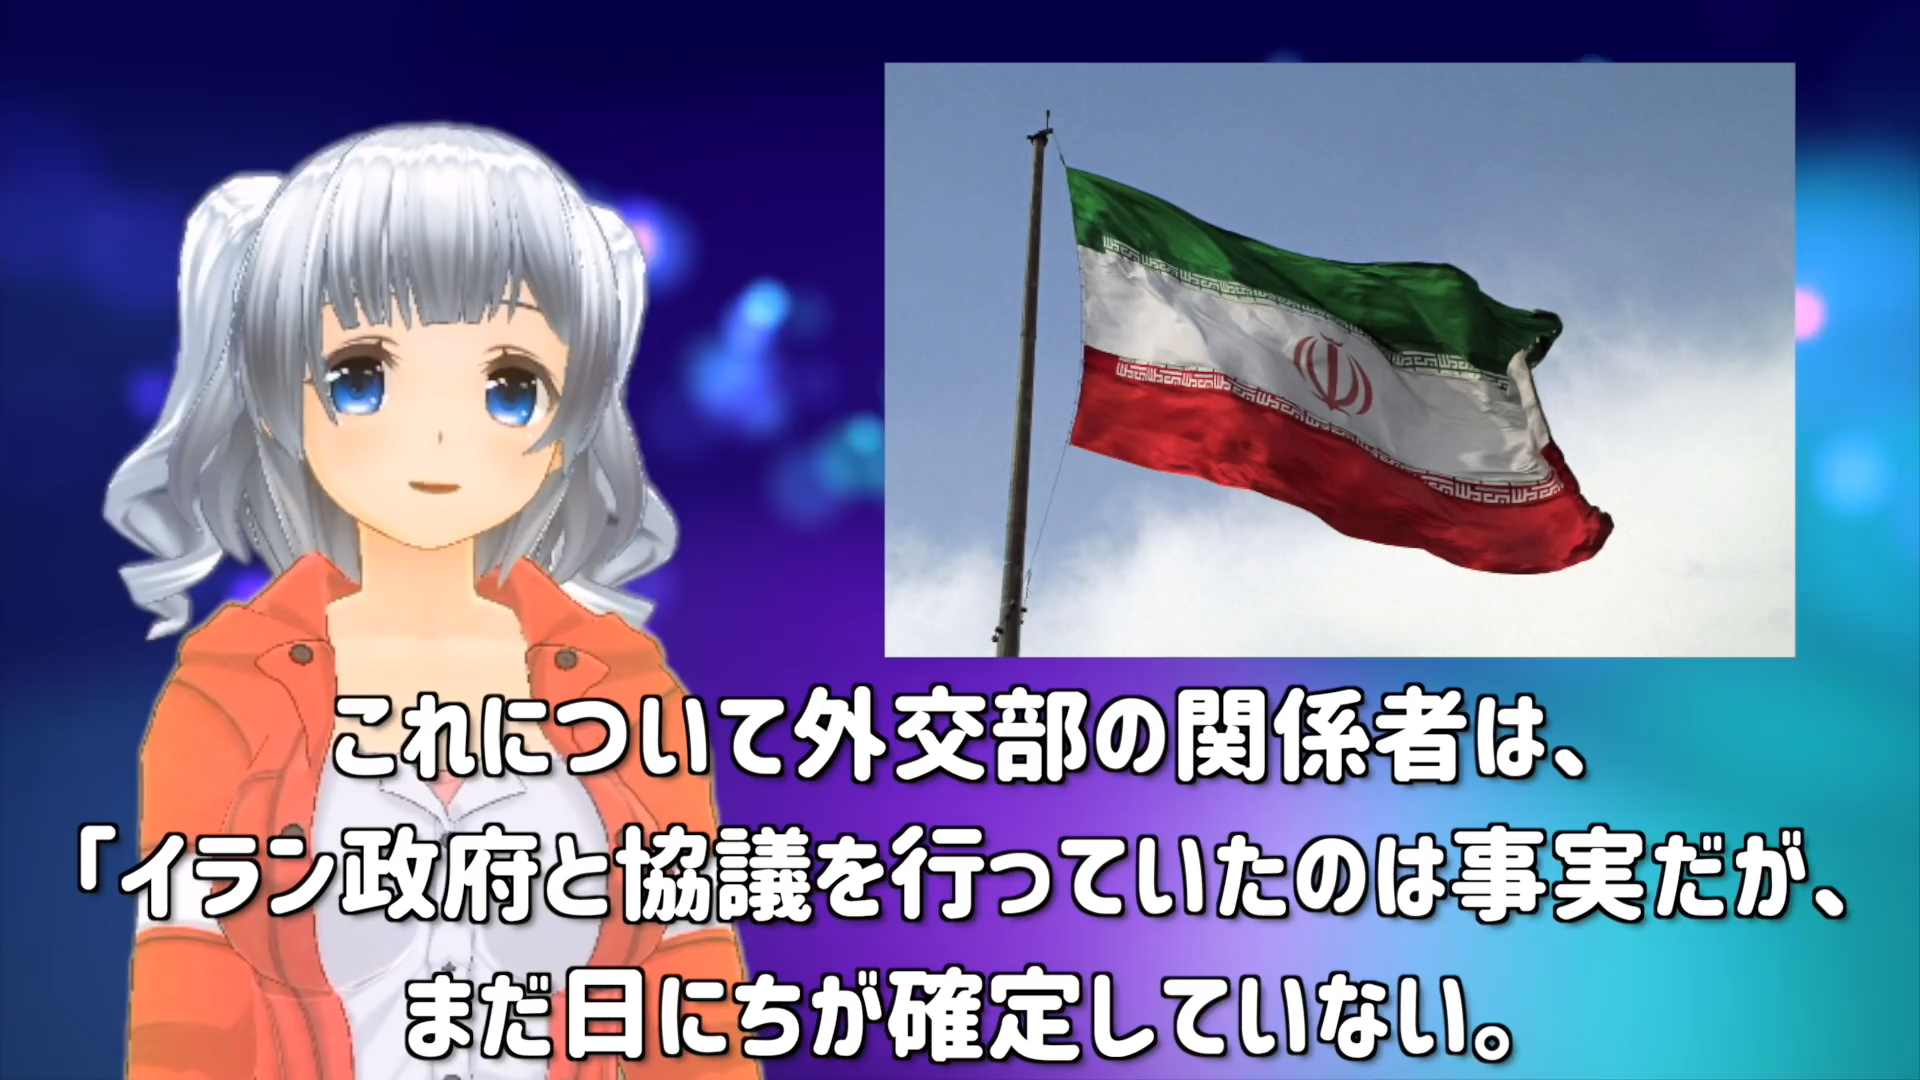 これについて外交部の関係者は、
「イラン政府と協議を行っていたのは事実だが、
まだ日にちが確定していない。